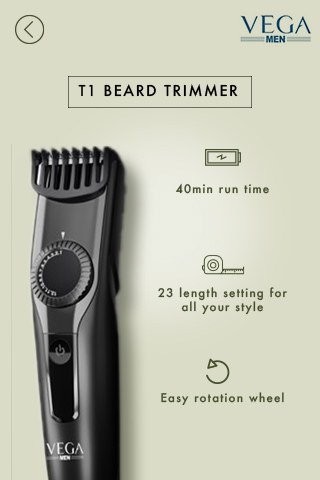 VEGA
MEN
T1 BEARD TRIMMER
40min run time
23 length setting for
all your style
Easy rotation wheel
VEGA
MEN